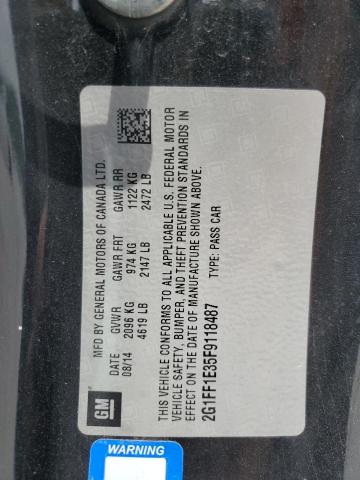 MFD BY GENERAL MOTORS OF CANADA LTD.
DATE GVWR GAWR FRT GAWR RR
08/14 2096 KG 974 KG 1122 KG
4619 LB 2147 LB 2472 LB
THIS VEHICLE CONFORMS TO ALL APPLICABLE U.S. FEDERAL MOTOR
VEHICLE SAFETY, BUMPER, AND THEFT PREVENTION STANDARDS IN
EFFECT ON THE DATE OF MANUFACTURE SHOWN ABOVE.
2G1FF1E35F9118487 TYPE: PASS CAR
GM
WARNING